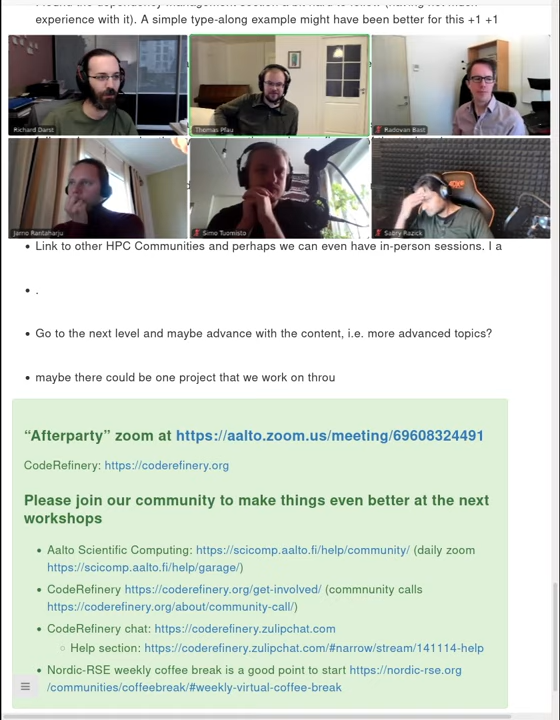 experience with it). A simple type-along example might have been better for this +1 +1
Richard Darst
Thomas Pfau
Radovan Bast
Jarno Rantaharju
Simo Tuomisto
Sabry Razick
• Link to other HPC Communities and perhaps we can even have in-person sessions. I a
• .
• Go to the next level and maybe advance with the content, i.e. more advanced topics?
• maybe there could be one project that we work on throu
“Afterparty” zoom at https://aalto.zoom.us/meeting/69608324491
CodeRefinery: https://coderefinery.org
Please join our community to make things even better at the next
workshops
• Aalto Scientific Computing: https://scicomp.aalto.fi/help/community/ (daily zoom
https://scicomp.aalto.fi/help/garage/)
• CodeRefinery https://coderefinery.org/get-involved/ (commnunity calls
https://coderefinery.org/about/community-call/)
• CodeRefinery chat: https://coderefinery.zulipchat.com
◦ Help section: https://coderefinery.zulipchat.com/#narrow/stream/141114-help
• Nordic-RSE weekly coffee break is a good point to start https://nordic-rse.org
/communities/coffeebreak/#weekly-virtual-coffee-break